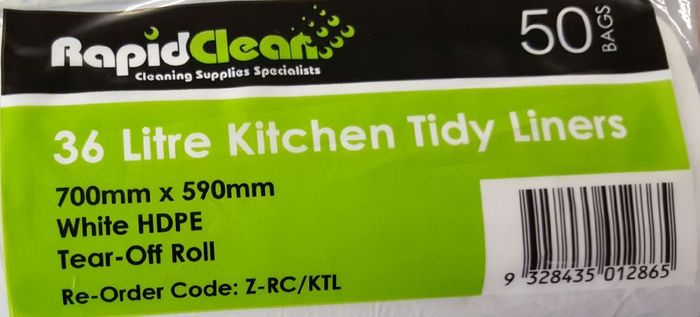 RapidClean
Cleaning Supplies Specialists
50 BAGS
36 Litre Kitchen Tidy Liners
700mm x 590mm
White HDPE
Tear-Off Roll
Re-Order Code: Z-RC/KTL
9 328435 012865